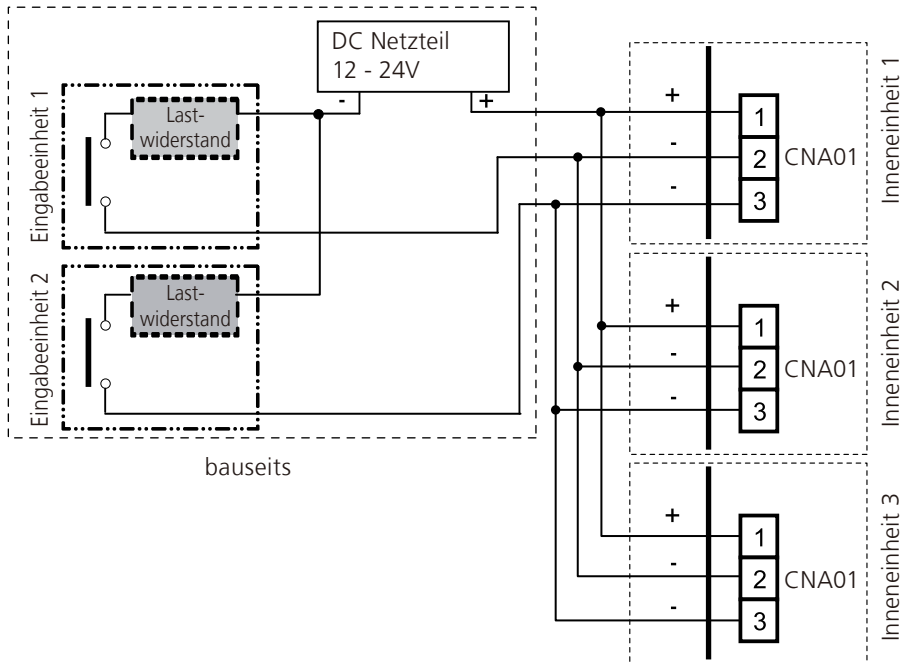 DC Netzteil
12 - 24V
-
+
Eingabeeinheit 1
Last-
widerstand
Eingabeeinheit 2
Last-
widerstand
bauseits
+
-
-
1
2
3
CNA01
Inneneinheit 1
+
-
-
1
2
3
CNA01
Inneneinheit 2
+
-
-
1
2
3
CNA01
Inneneinheit 3